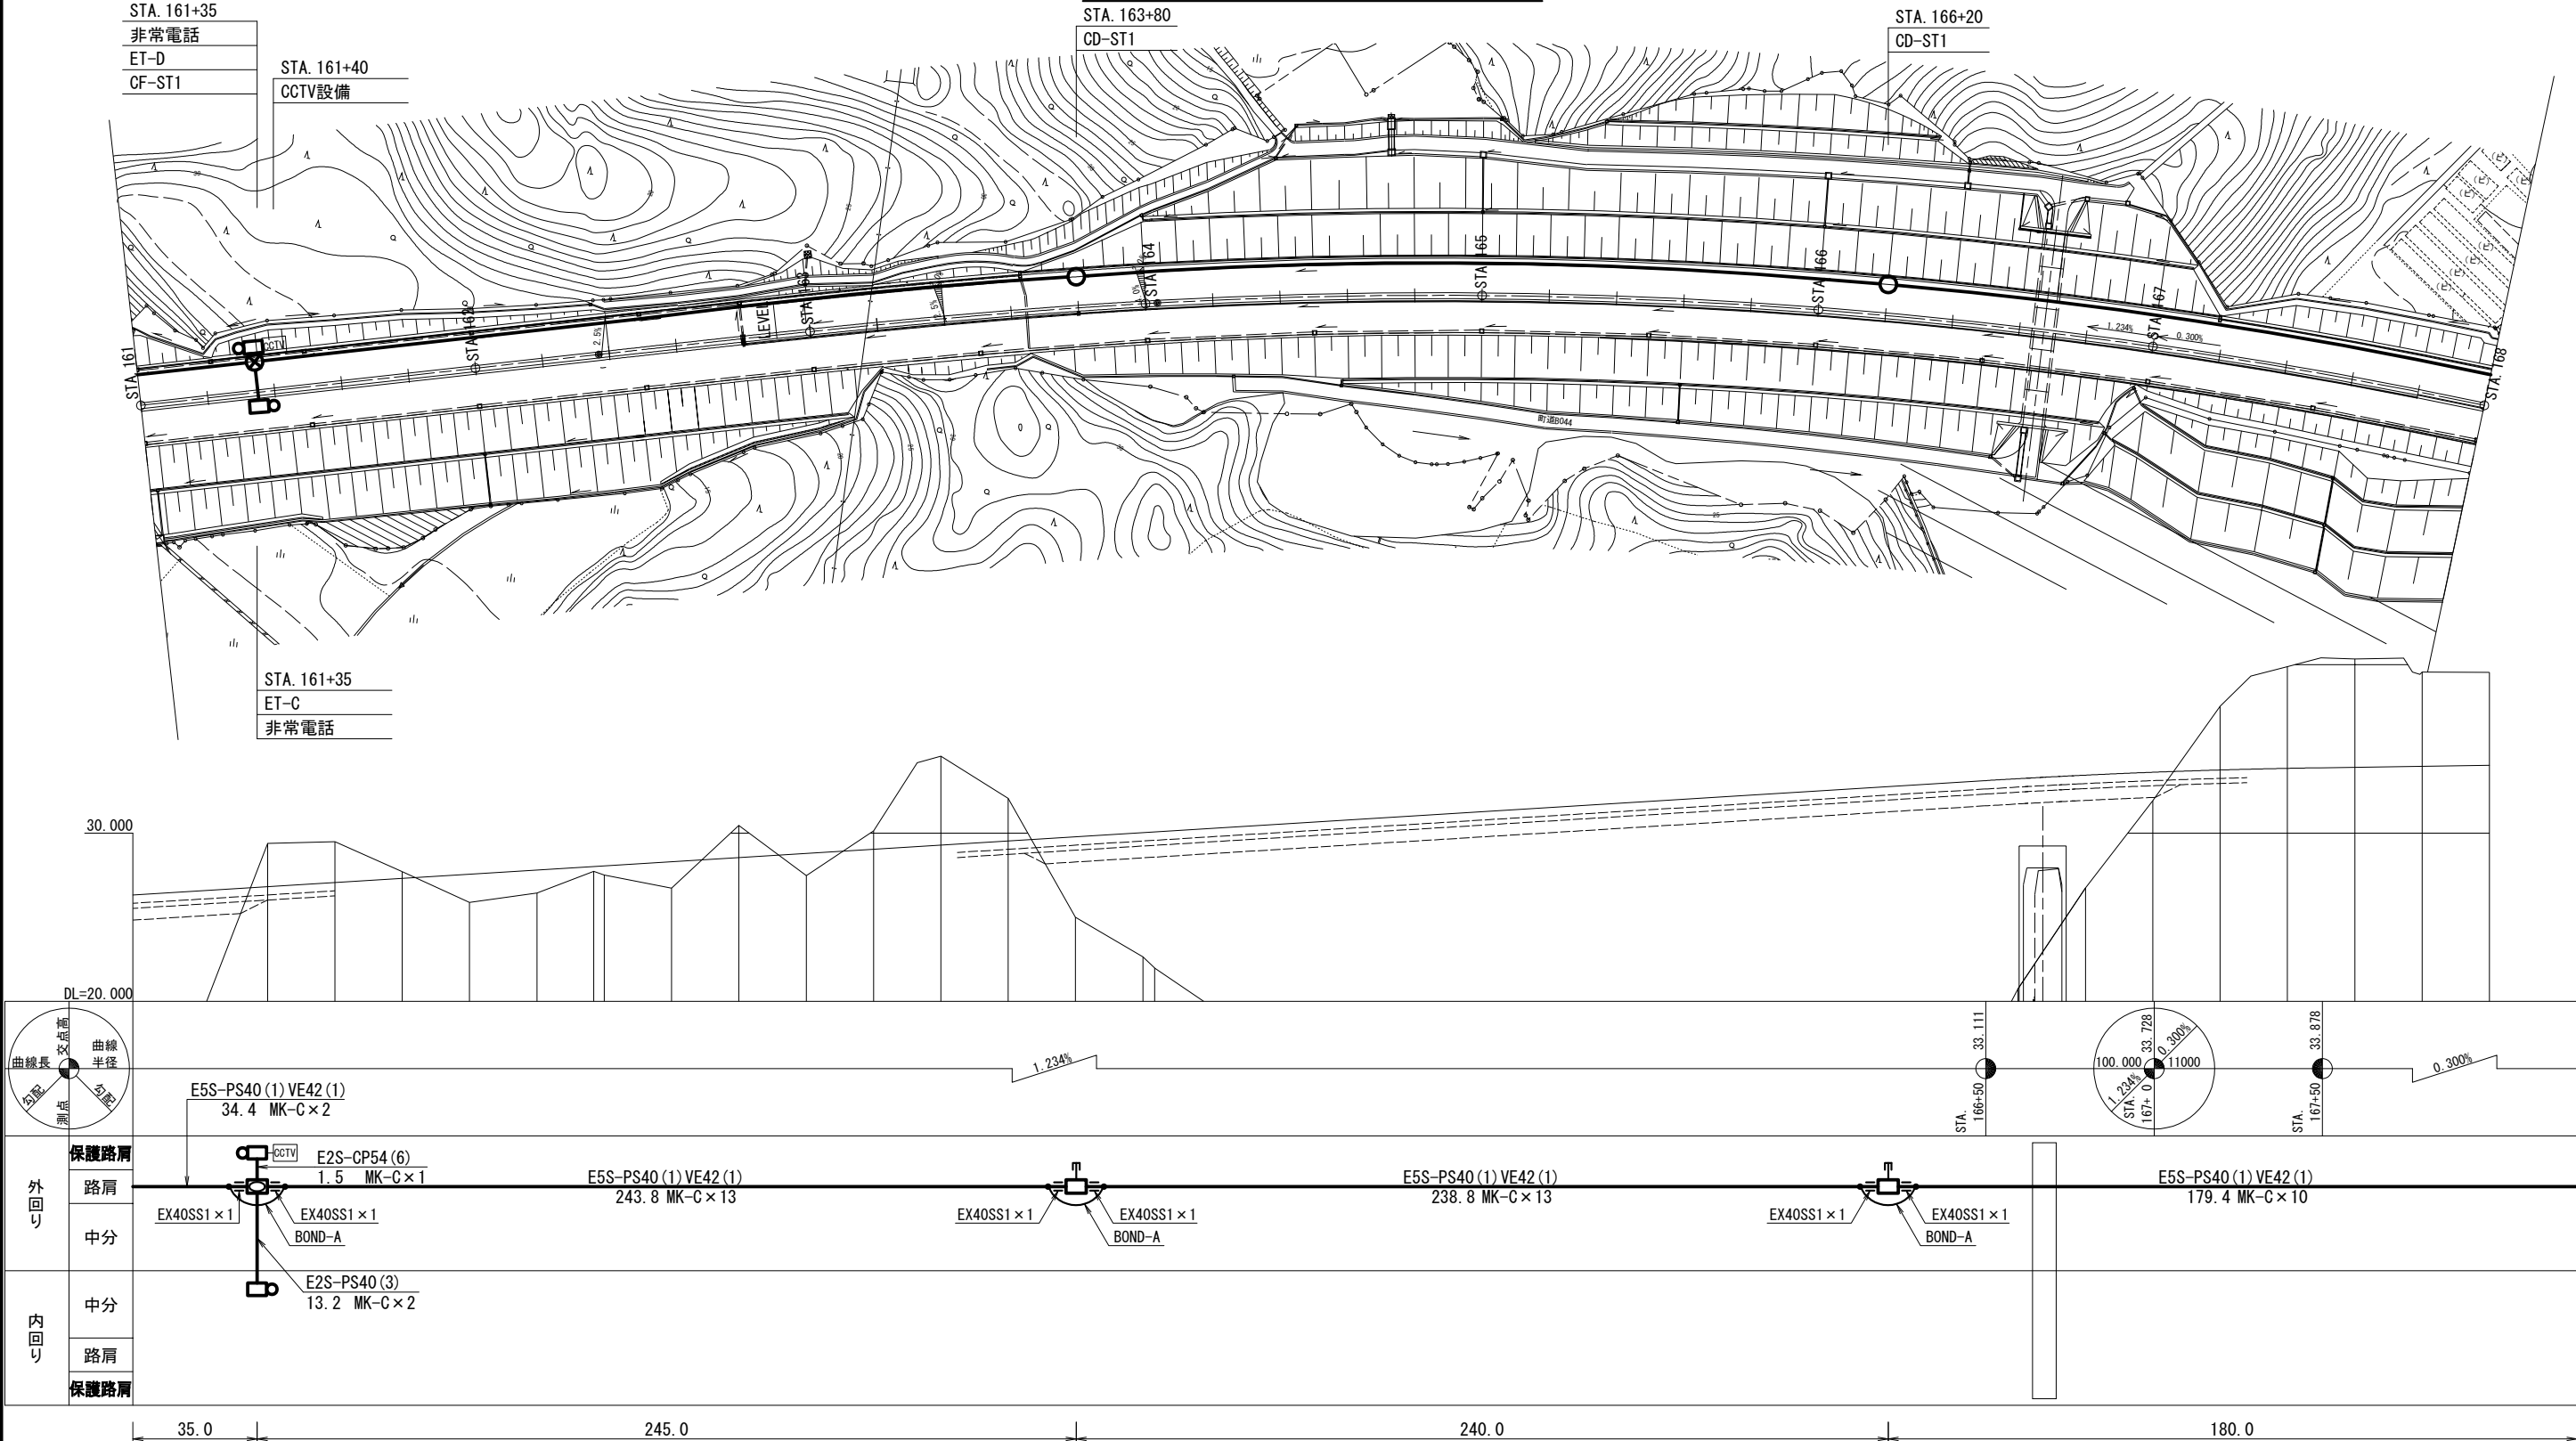 STA. 161+35
非常電話
ET-D
CF-ST1
STA. 161+40
CCTV設備
STA. 163+80
CD-ST1
STA. 166+20
CD-ST1
STA. 161
CCTV
STA. 162
2.5%
LEVEL
STA. 163
STA. 164
STA. 165
STA. 166
STA. 167
1.234%
0.300%
STA. 168
町道B044
STA. 161+35
ET-C
非常電話
30.000
DL=20.000
交点高
曲線長
曲線
半径
勾配
勾配
測点
1.234%
STA. 166+50
33.111
STA. 167+ 0
33.728
100.000
11000
1.234%
0.300%
STA. 167+50
33.878
0.300%
E5S-PS40(1)VE42(1)
34.4 MK-C×2
外回り
保護路肩
路肩
中分
内回り
中分
路肩
保護路肩
CCTV
E2S-CP54(6)
1.5 MK-C×1
EX40SS1×1
EX40SS1×1
BOND-A
E2S-PS40(3)
13.2 MK-C×2
E5S-PS40(1)VE42(1)
243.8 MK-C×13
EX40SS1×1
EX40SS1×1
BOND-A
E5S-PS40(1)VE42(1)
238.8 MK-C×13
EX40SS1×1
EX40SS1×1
BOND-A
E5S-PS40(1)VE42(1)
179.4 MK-C×10
35.0
245.0
240.0
180.0